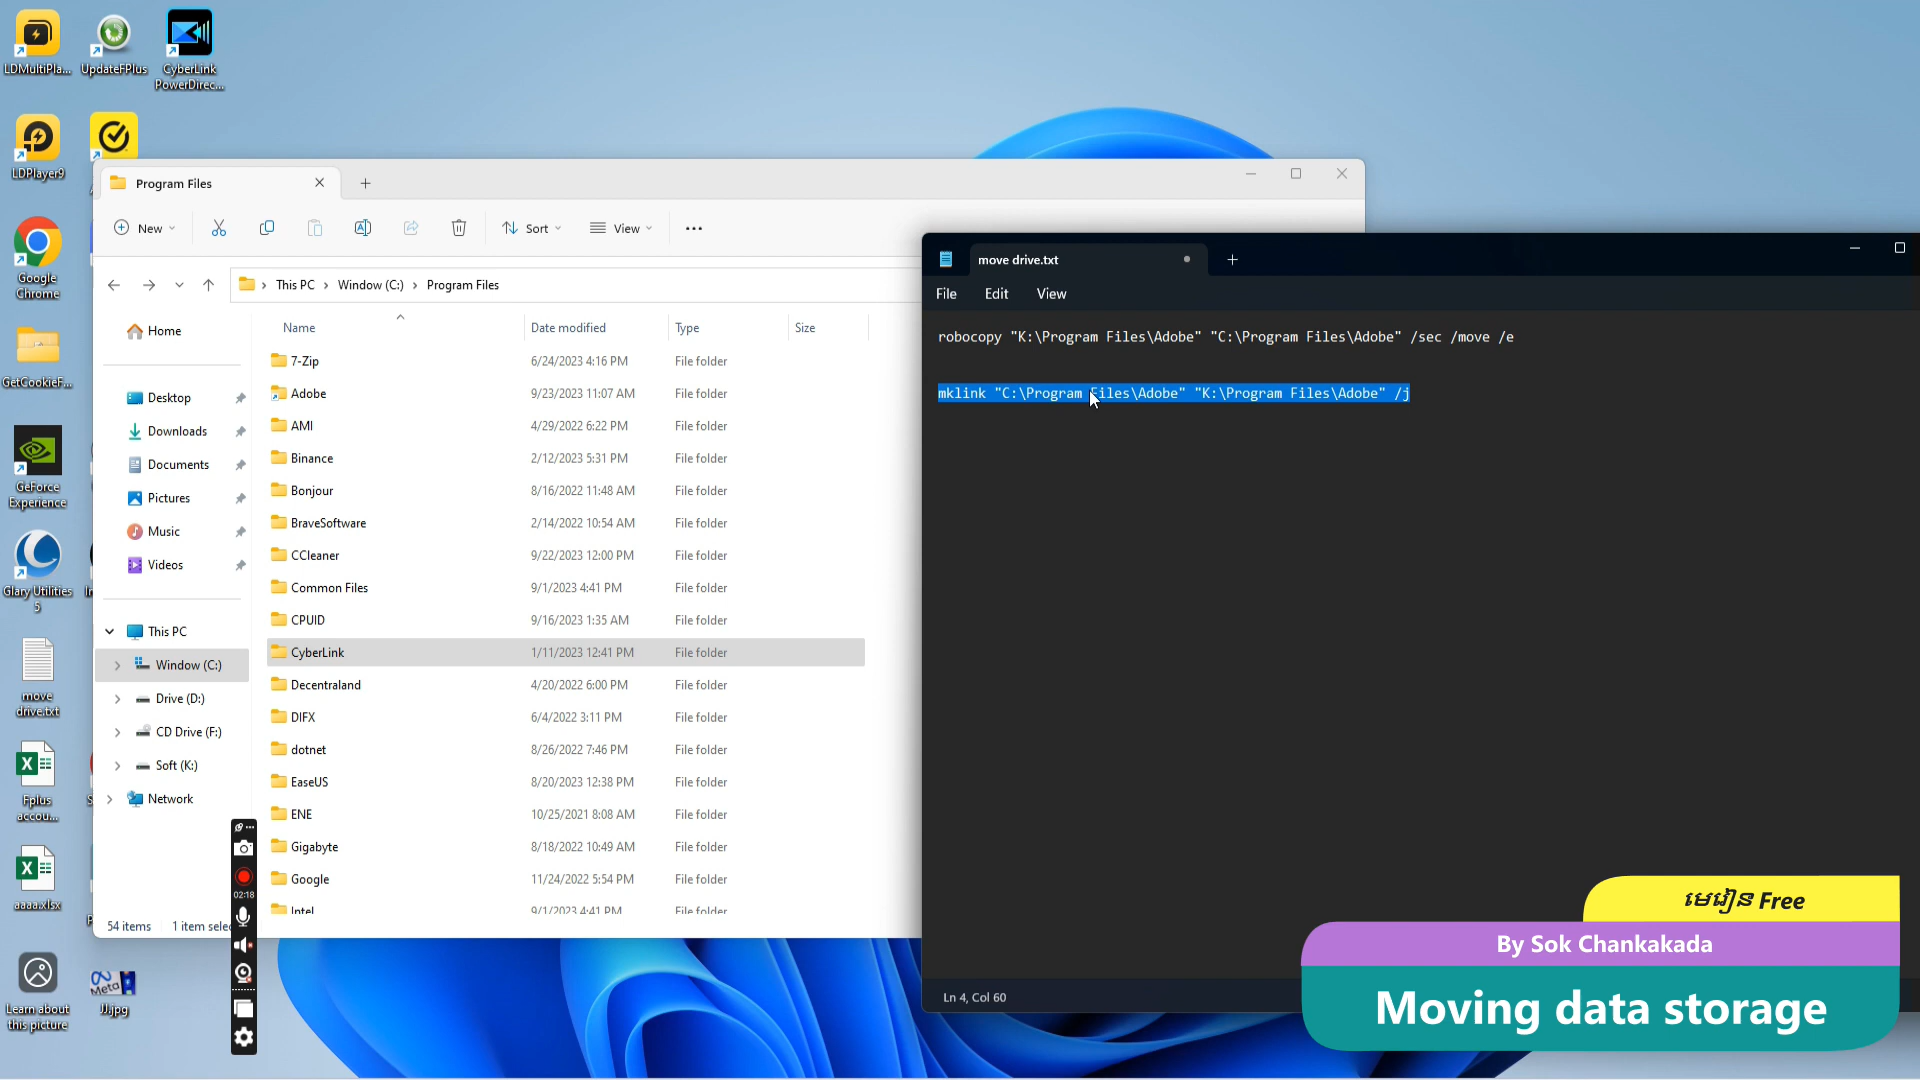 LDMultiPla...
UpdateFPlus
CyberLink
PowerDirec...
LDPlayer9
Google
Chrome
GetCookieF...
GeForce
Experience
Glary Utilities
5
move
drive.txt
Fplus
accou...
aaaa.xlsx
Learn about
this picture
Meta
JJ.jpg
Program Files
New
Sort
View
This PC > Window (C:) > Program Files
Home
Desktop
Downloads
Documents
Pictures
Music
Videos
This PC
Window (C:)
Drive (D:)
CD Drive (F:)
Soft (K:)
Network
Name Date modified Type Size
7-Zip 6/24/2023 4:16 PM File folder
Adobe 9/23/2023 11:07 AM File folder
AMI 4/29/2022 6:22 PM File folder
Binance 2/12/2023 5:31 PM File folder
Bonjour 8/16/2022 11:48 AM File folder
BraveSoftware 2/14/2022 10:54 AM File folder
CCleaner 9/22/2023 12:00 PM File folder
Common Files 9/1/2023 4:41 PM File folder
CPUID 9/16/2023 1:35 AM File folder
CyberLink 1/11/2023 12:41 PM File folder
Decentraland 4/20/2022 6:00 PM File folder
DIFX 6/4/2022 3:11 PM File folder
dotnet 8/26/2022 7:46 PM File folder
EaseUS 8/20/2023 12:38 PM File folder
ENE 10/25/2021 8:08 AM File folder
Gigabyte 8/18/2022 10:49 AM File folder
Google 11/24/2022 5:54 PM File folder
Intel 9/1/2023 4:41 PM File folder
54 items 1 item selec
02:18
move drive.txt
File Edit View
robocopy "K:\Program Files\Adobe" "C:\Program Files\Adobe" /sec /move /e
mklink "C:\Program Files\Adobe" "K:\Program Files\Adobe" /j
Ln 4, Col 60
មេរៀន Free
By Sok Chankakada
Moving data storage